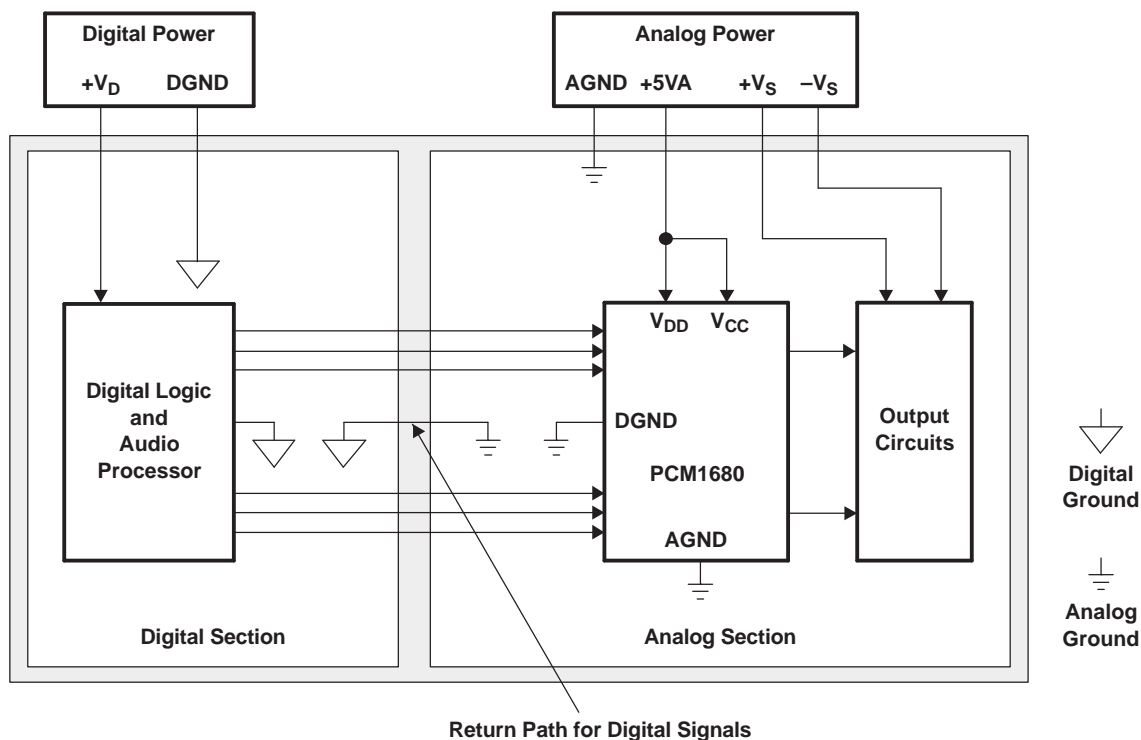 Digital Power
+VD DGND
Analog Power
AGND +5VA +VS –VS
VDD VCC
Digital Logic
and
Audio
Processor
DGND
PCM1680
AGND
Output
Circuits
Digital
Ground
Analog
Ground
Digital Section
Analog Section
Return Path for Digital Signals